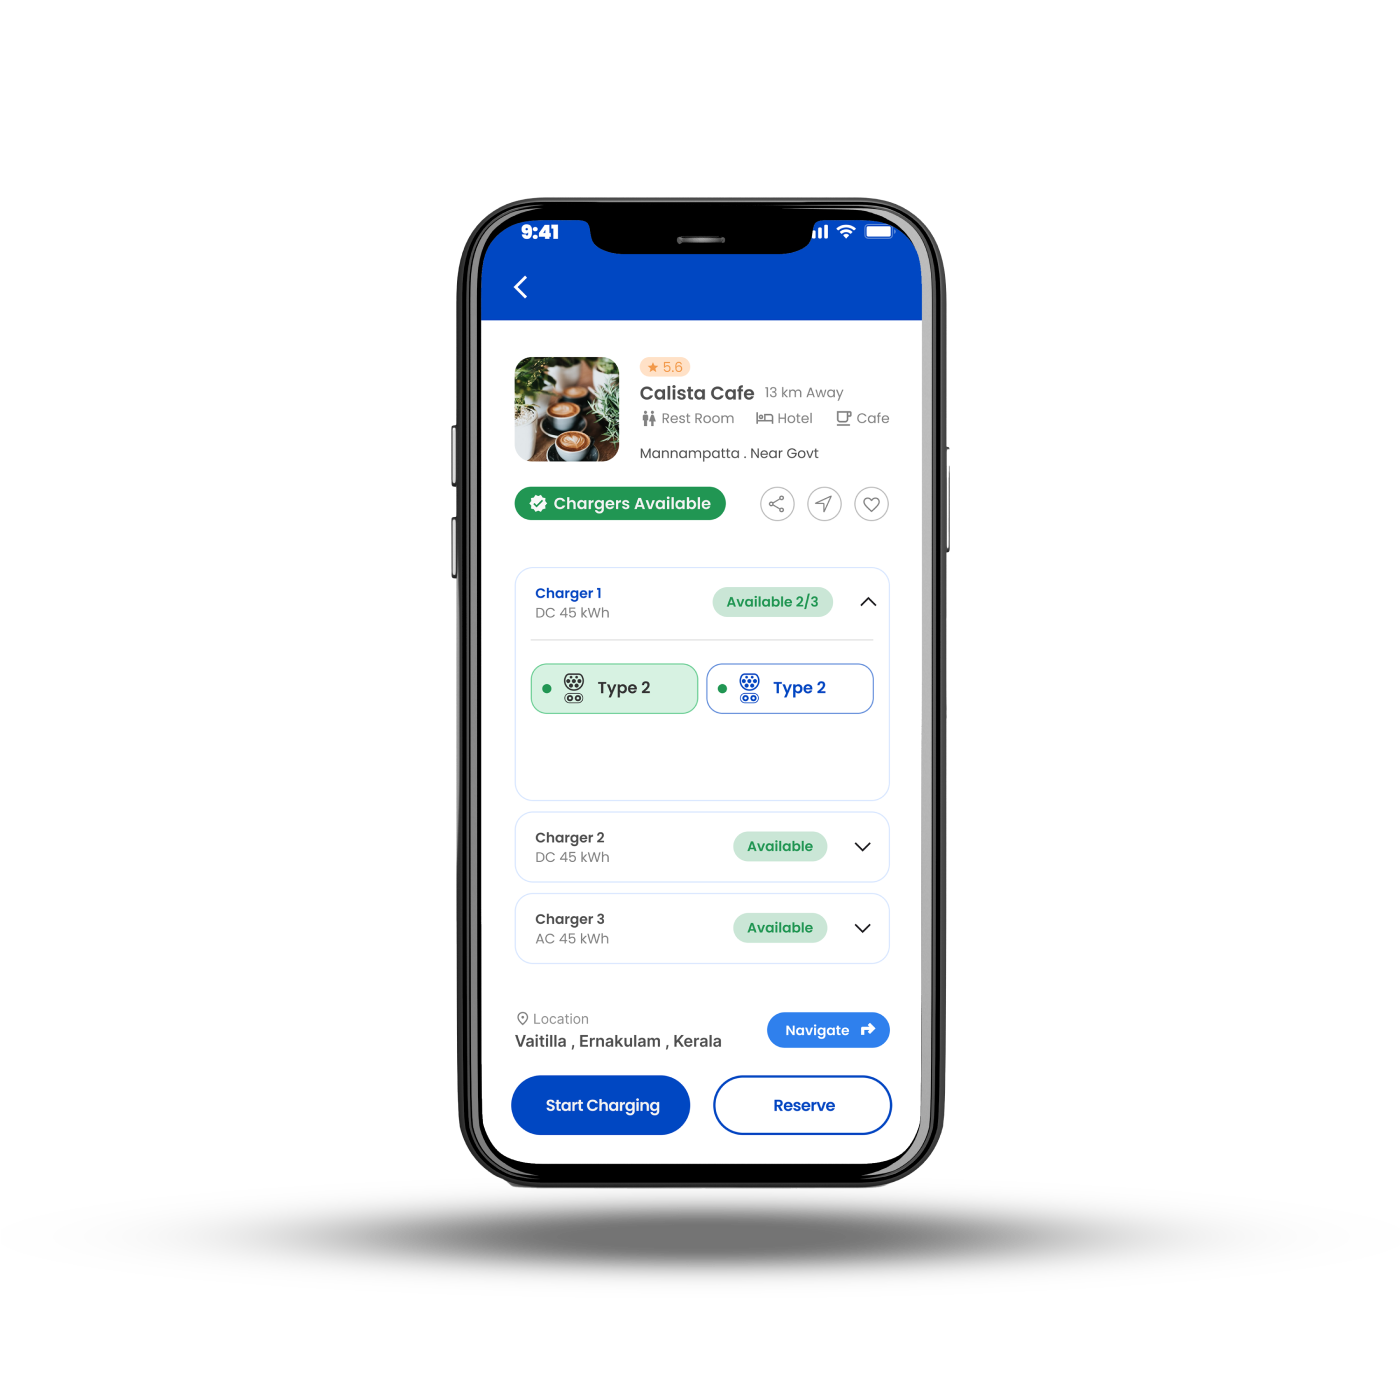 9:41
5.6
Calista Cafe 13 km Away
Rest Room Hotel Cafe
Mannampatta . Near Govt
Chargers Available
Charger 1
DC 45 kWh
Available 2/3
Type 2 Type 2
Charger 2
DC 45 kWh
Available
Charger 3
AC 45 kWh
Available
Location
Vaitilla , Ernakulam , Kerala
Navigate
Start Charging Reserve